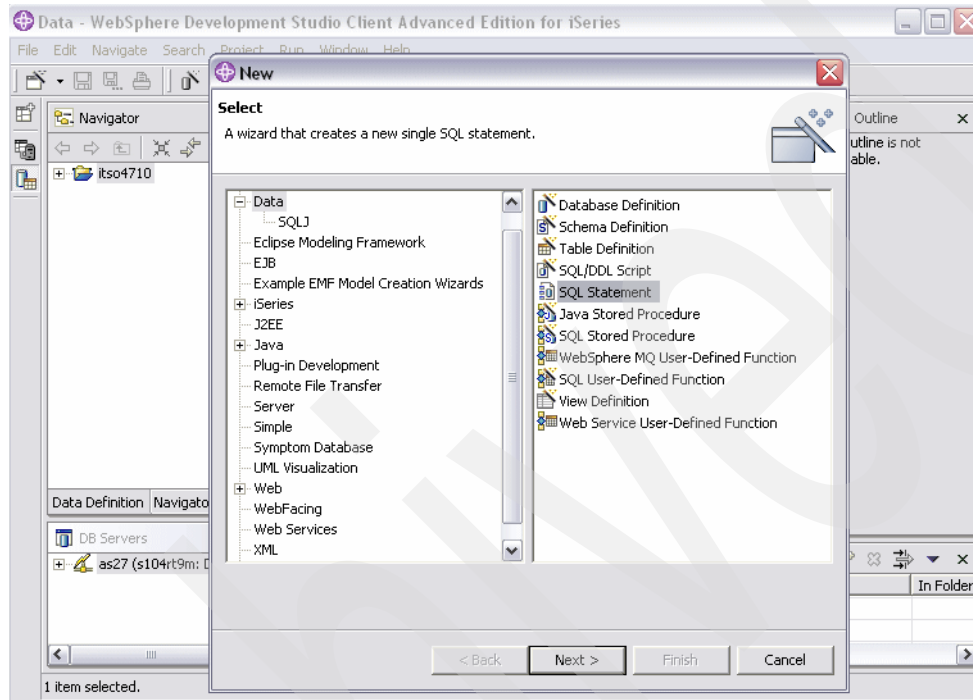 Data - WebSphere Development Studio Client Advanced Edition for iSeries
File Edit Navigate Search Project Run Window Help
New
Select
A wizard that creates a new single SQL statement.
Navigator
itso4710
Data Definition Navigato
DB Servers
as27 (s104rt9m: D
Data
SQLJ
Eclipse Modeling Framework
EJB
Example EMF Model Creation Wizards
iSeries
J2EE
Java
Plug-in Development
Remote File Transfer
Server
Simple
Symptom Database
UML Visualization
Web
WebFacing
Web Services
XML
Database Definition
Schema Definition
Table Definition
SQL/DDL Script
SQL Statement
Java Stored Procedure
SQL Stored Procedure
WebSphere MQ User-Defined Function
SQL User-Defined Function
View Definition
Web Service User-Defined Function
Outline
utline is not
able.
In Folder
< Back Next > Finish Cancel
1 item selected.